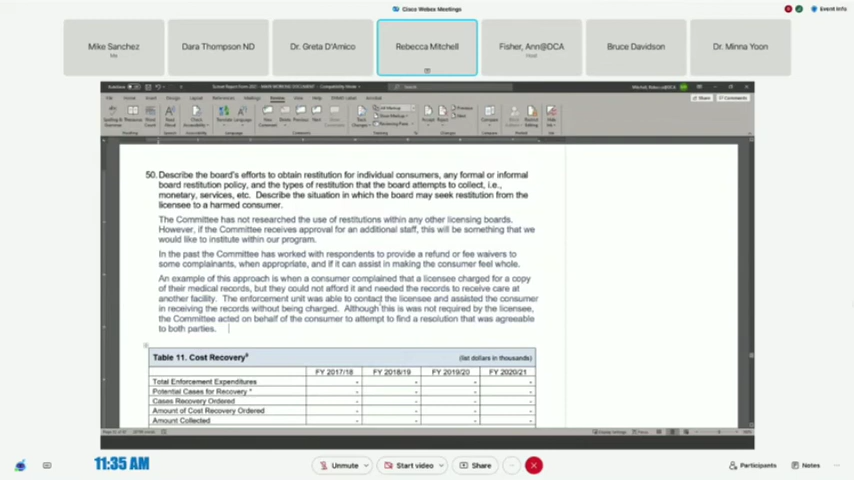 Cisco Webex Meetings
Event Info
Mike Sanchez
Me
Dara Thompson ND
Dr. Greta D'Amico
Rebecca Mitchell
Fisher, Ann@DCA
Host
Bruce Davidson
Dr. Minna Yoon
50. Describe the board's efforts to obtain restitution for individual consumers, any formal or informal
board restitution policy, and the types of restitution that the board attempts to collect, i.e.,
monetary, services, etc. Describe the situation in which the board may seek restitution from the
licensee to a harmed consumer.
The Committee has not researched the use of restitutions within any other licensing boards.
However, if the Committee receives approval for an additional staff, this will be something that we
would like to institute within our program.
In the past the Committee has worked with respondents to provide a refund or fee waivers to
some complainants, when appropriate, and if it can assist in making the consumer feel whole.
An example of this approach is when a consumer complained that a licensee charged for a copy
of their medical records, but they could not afford it and needed the records to receive care at
another facility. The enforcement unit was able to contact the licensee and assisted the consumer
in receiving the records without being charged. Although this is was not required by the licensee,
the Committee acted on behalf of the consumer to attempt to find a resolution that was agreeable
to both parties.
Table 11. Cost Recovery (list dollars in thousands)
FY 2017/18 FY 2018/19 FY 2019/20 FY 2020/21
Total Enforcement Expenditures - - - -
Potential Cases for Recovery * - - - -
Cases Recovery Ordered - - - -
Amount of Cost Recovery Ordered - - - -
Amount Collected - - - -
11:35 AM
Unmute
Start video
Share
Participants
Notes